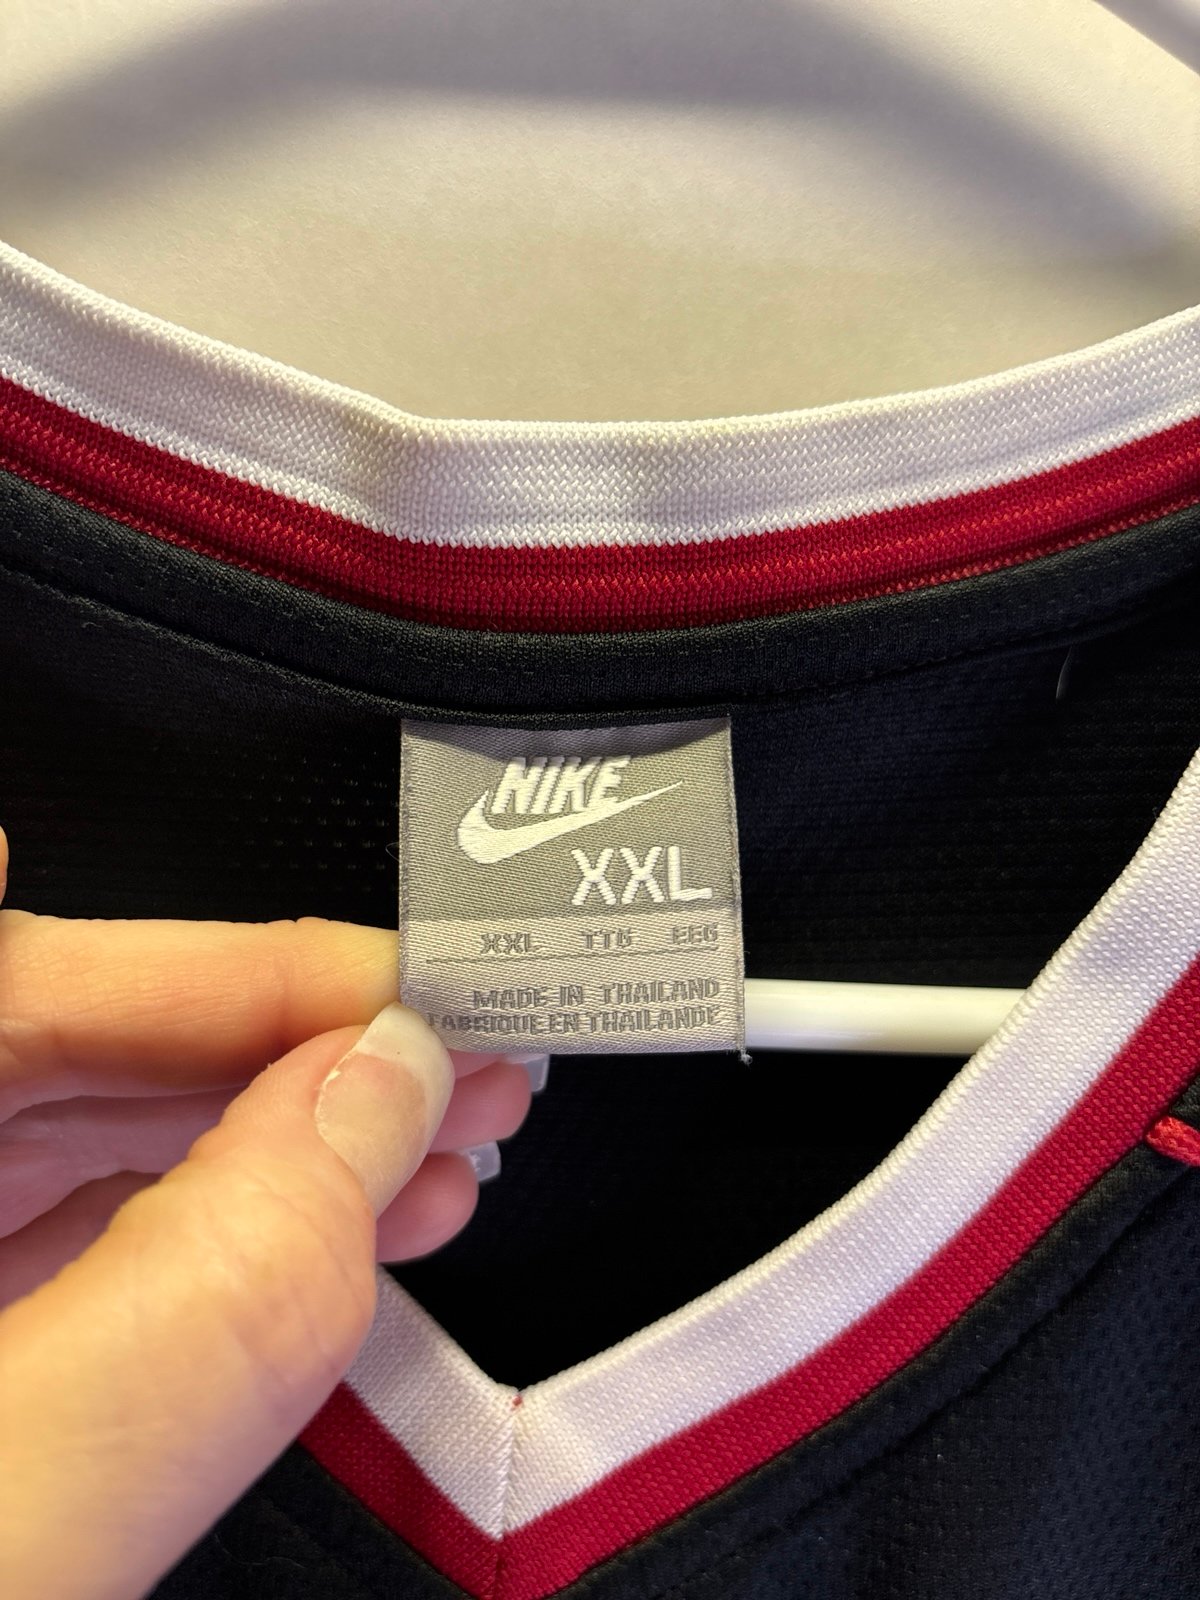 NIKE
XXL
XXL TTG EEG
MADE IN THAILAND
FABRIQUE EN THAILANDE